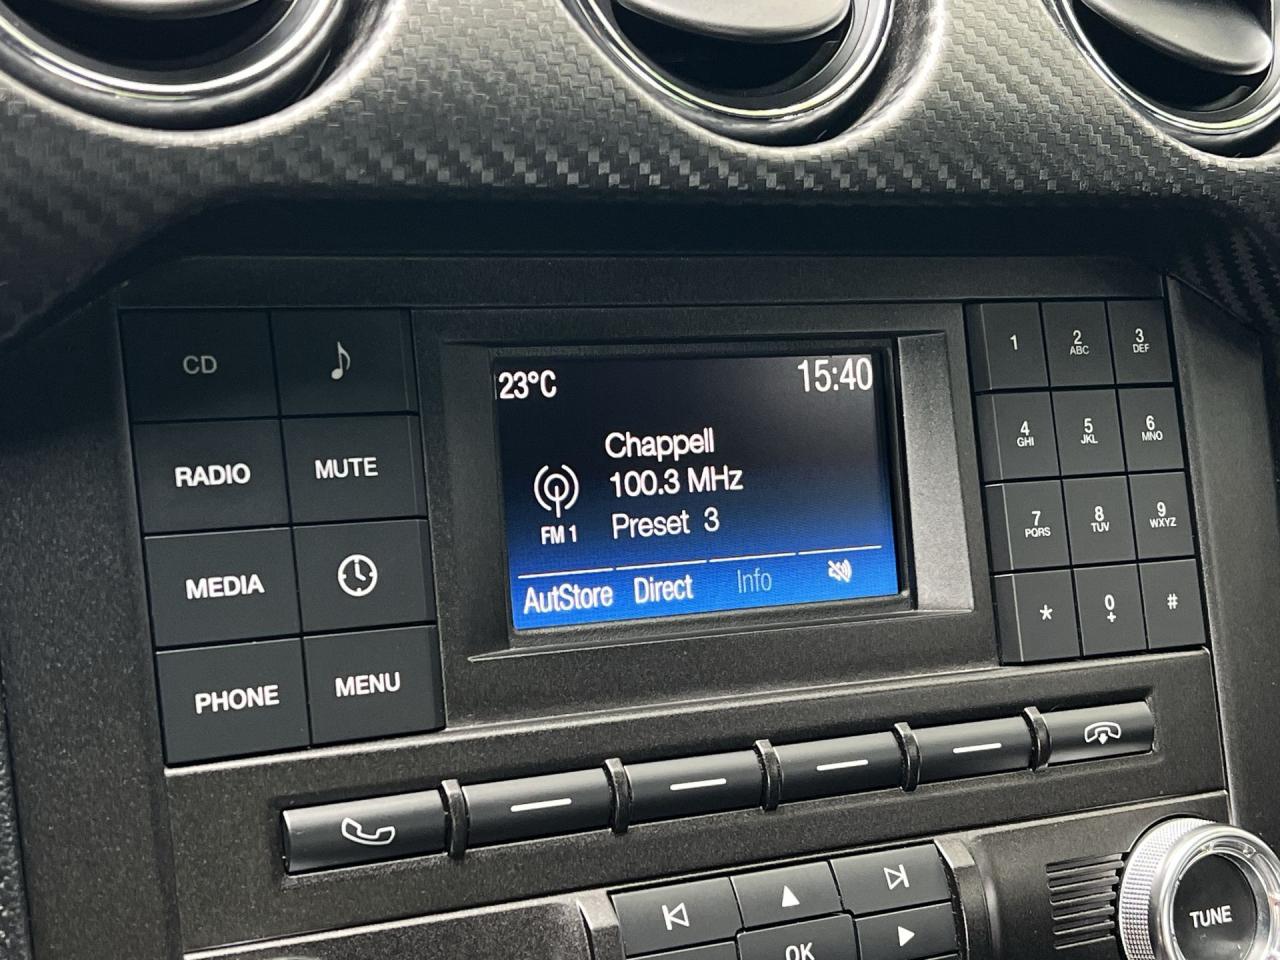 23°C 15:40
Chappell
100.3 MHz
FM 1 Preset 3
AutStore Direct Info
CD
RADIO MUTE
MEDIA
PHONE MENU
1 2 ABC 3 DEF
4 GHI 5 JKL 6 MNO
7 PQRS 8 TUV 9 WXYZ
* 0 + #
OK
TUNE